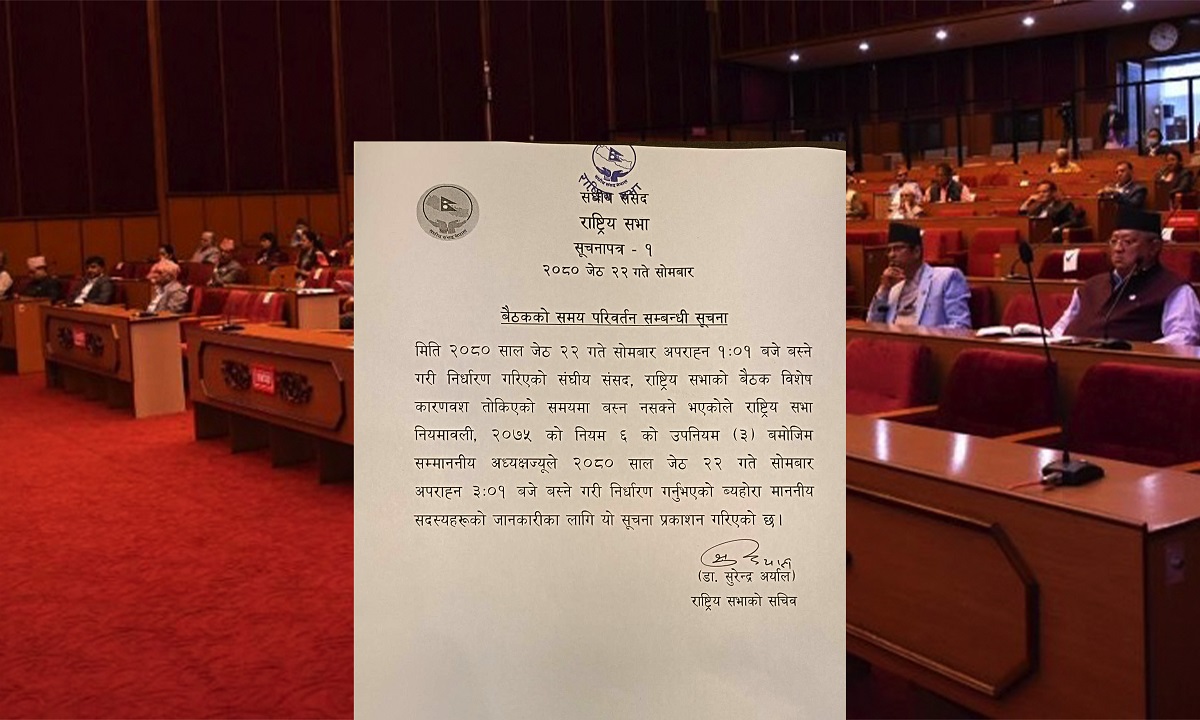 राष्ट्रिय सभा
संघीय संसद
राष्ट्रिय सभा
सूचनापत्र - १
२०८० जेठ २२ गते सोमबार
बैठकको समय परिवर्तन सम्बन्धी सूचना
मिति २०८० साल जेठ २२ गते सोमबार अपराह्न १:०१ बजे बस्ने
गरी निर्धारण गरिएको संघीय संसद, राष्ट्रिय सभाको बैठक विशेष
कारणवश तोकिएको समयमा बस्न नसक्ने भएकोले राष्ट्रिय सभा
नियमावली, २०७५ को नियम ६ को उपनियम (३) बमोजिम
सम्माननीय अध्यक्षज्यूले २०८० साल जेठ २२ गते सोमबार
अपराह्न ३:०१ बजे बस्ने गरी निर्धारण गर्नुभएको ब्यहोरा माननीय
सदस्यहरूको जानकारीका लागि यो सूचना प्रकाशन गरिएको छ।
(डा. सुरेन्द्र अर्याल)
राष्ट्रिय सभाको सचिव